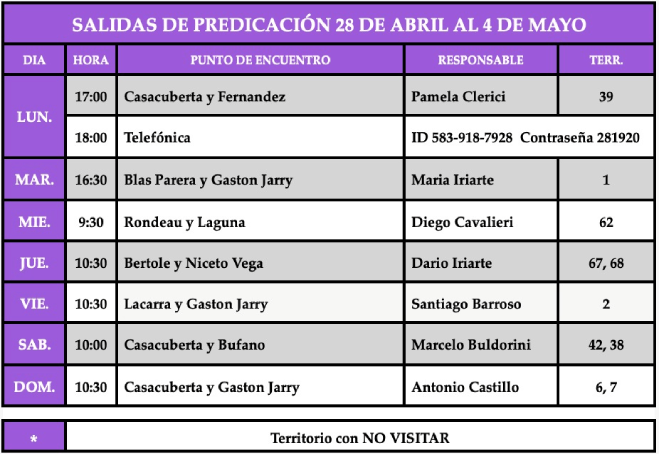 SALIDAS DE PREDICACIÓN 28 DE ABRIL AL 4 DE MAYO
DIA HORA PUNTO DE ENCUENTRO RESPONSABLE TERR.
LUN. 17:00 Casacuberta y Fernandez Pamela Clerici 39
18:00 Telefónica ID 583-918-7928 Contraseña 281920
MAR. 16:30 Blas Parera y Gaston Jarry Maria Iriarte 1
MIE. 9:30 Rondeau y Laguna Diego Cavalieri 62
JUE. 10:30 Bertole y Niceto Vega Dario Iriarte 67, 68
VIE. 10:30 Lacarra y Gaston Jarry Santiago Barroso 2
SAB. 10:00 Casacuberta y Bufano Marcelo Buldorini 42, 38
DOM. 10:30 Casacuberta y Gaston Jarry Antonio Castillo 6, 7
* Territorio con NO VISITAR